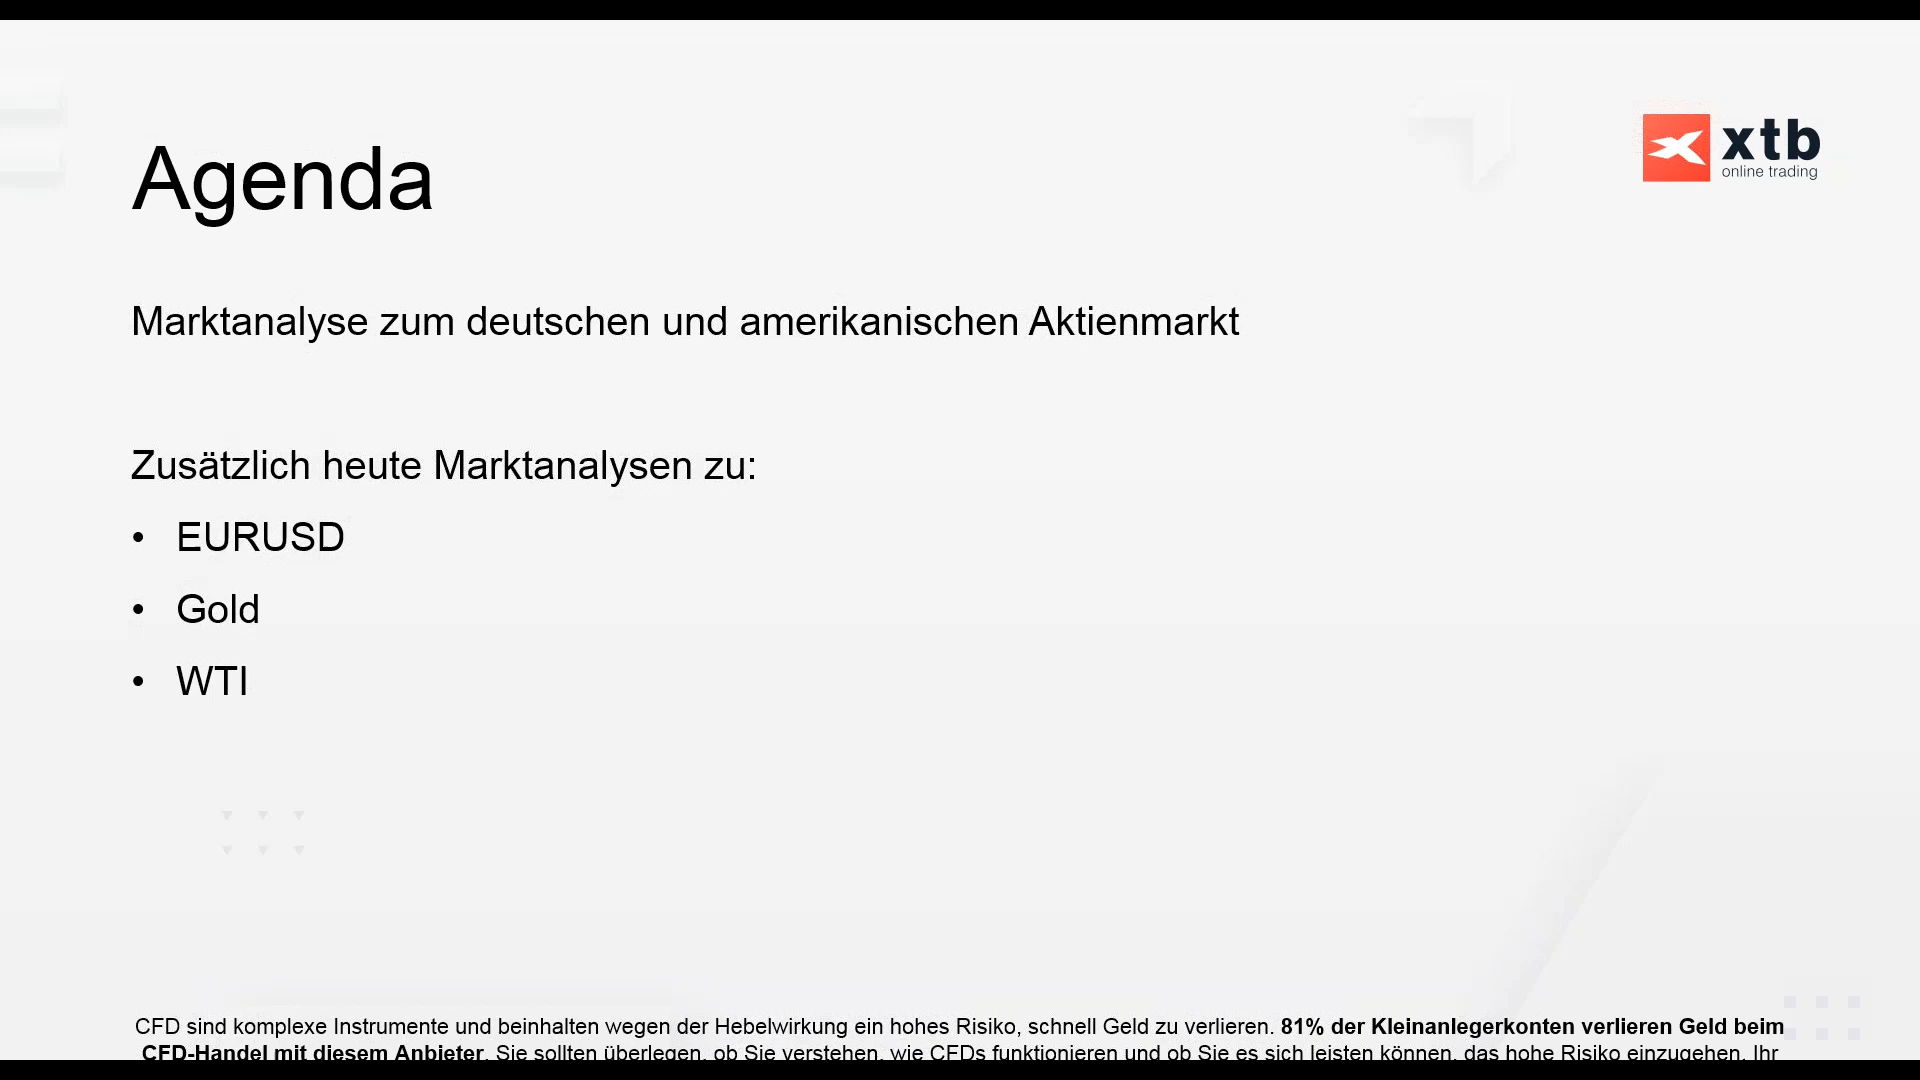 xtb
online trading
Agenda
Marktanalyse zum deutschen und amerikanischen Aktienmarkt
Zusätzlich heute Marktanalysen zu:
• EURUSD
• Gold
• WTI
CFD sind komplexe Instrumente und beinhalten wegen der Hebelwirkung ein hohes Risiko, schnell Geld zu verlieren. 81% der Kleinanlegerkonten verlieren Geld beim
CFD-Handel mit diesem Anbieter. Sie sollten überlegen, ob Sie verstehen, wie CFDs funktionieren und ob Sie es sich leisten können, das hohe Risiko einzugehen. Ihr